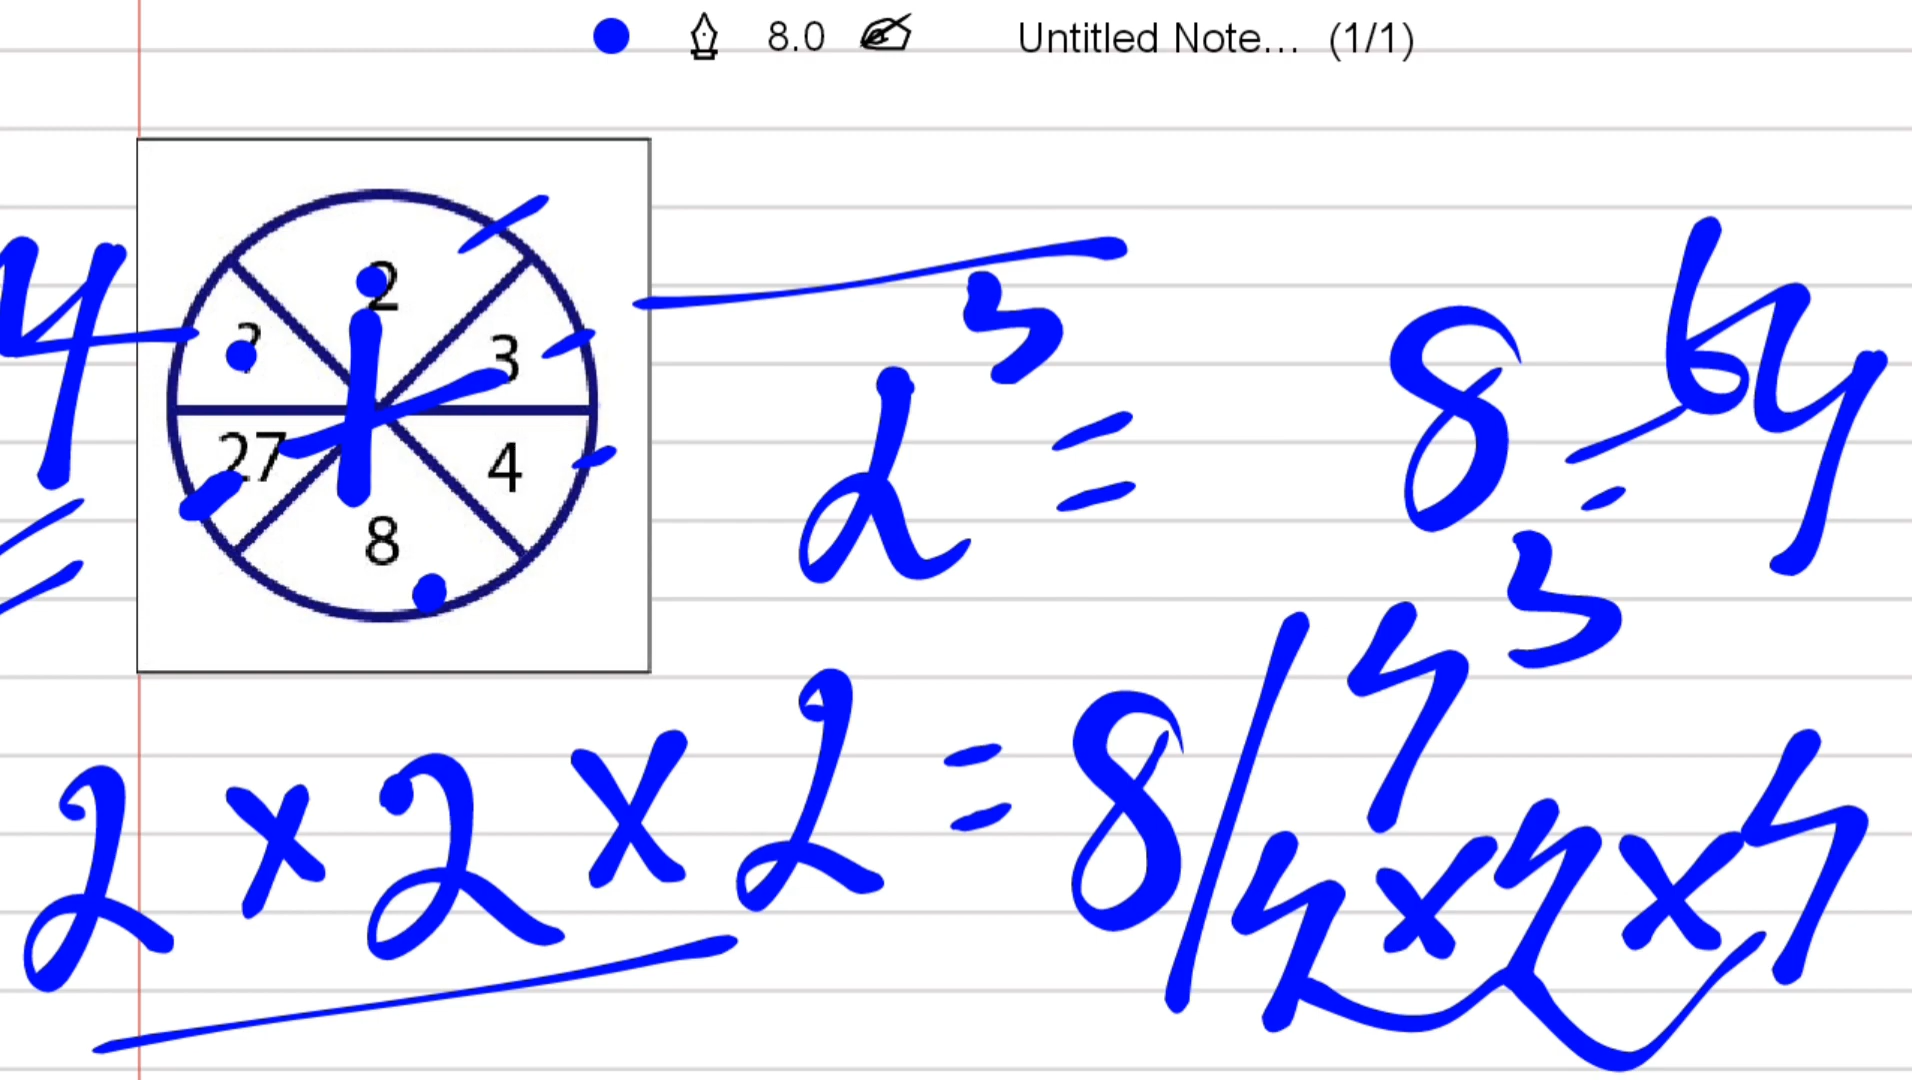 8.0 Untitled Note... (1/1)
2
? 3
27 4
8
4
=
2³ = 8
= 64
4³
2 × 2 × 2 = 8 / 4 × 4 × 4